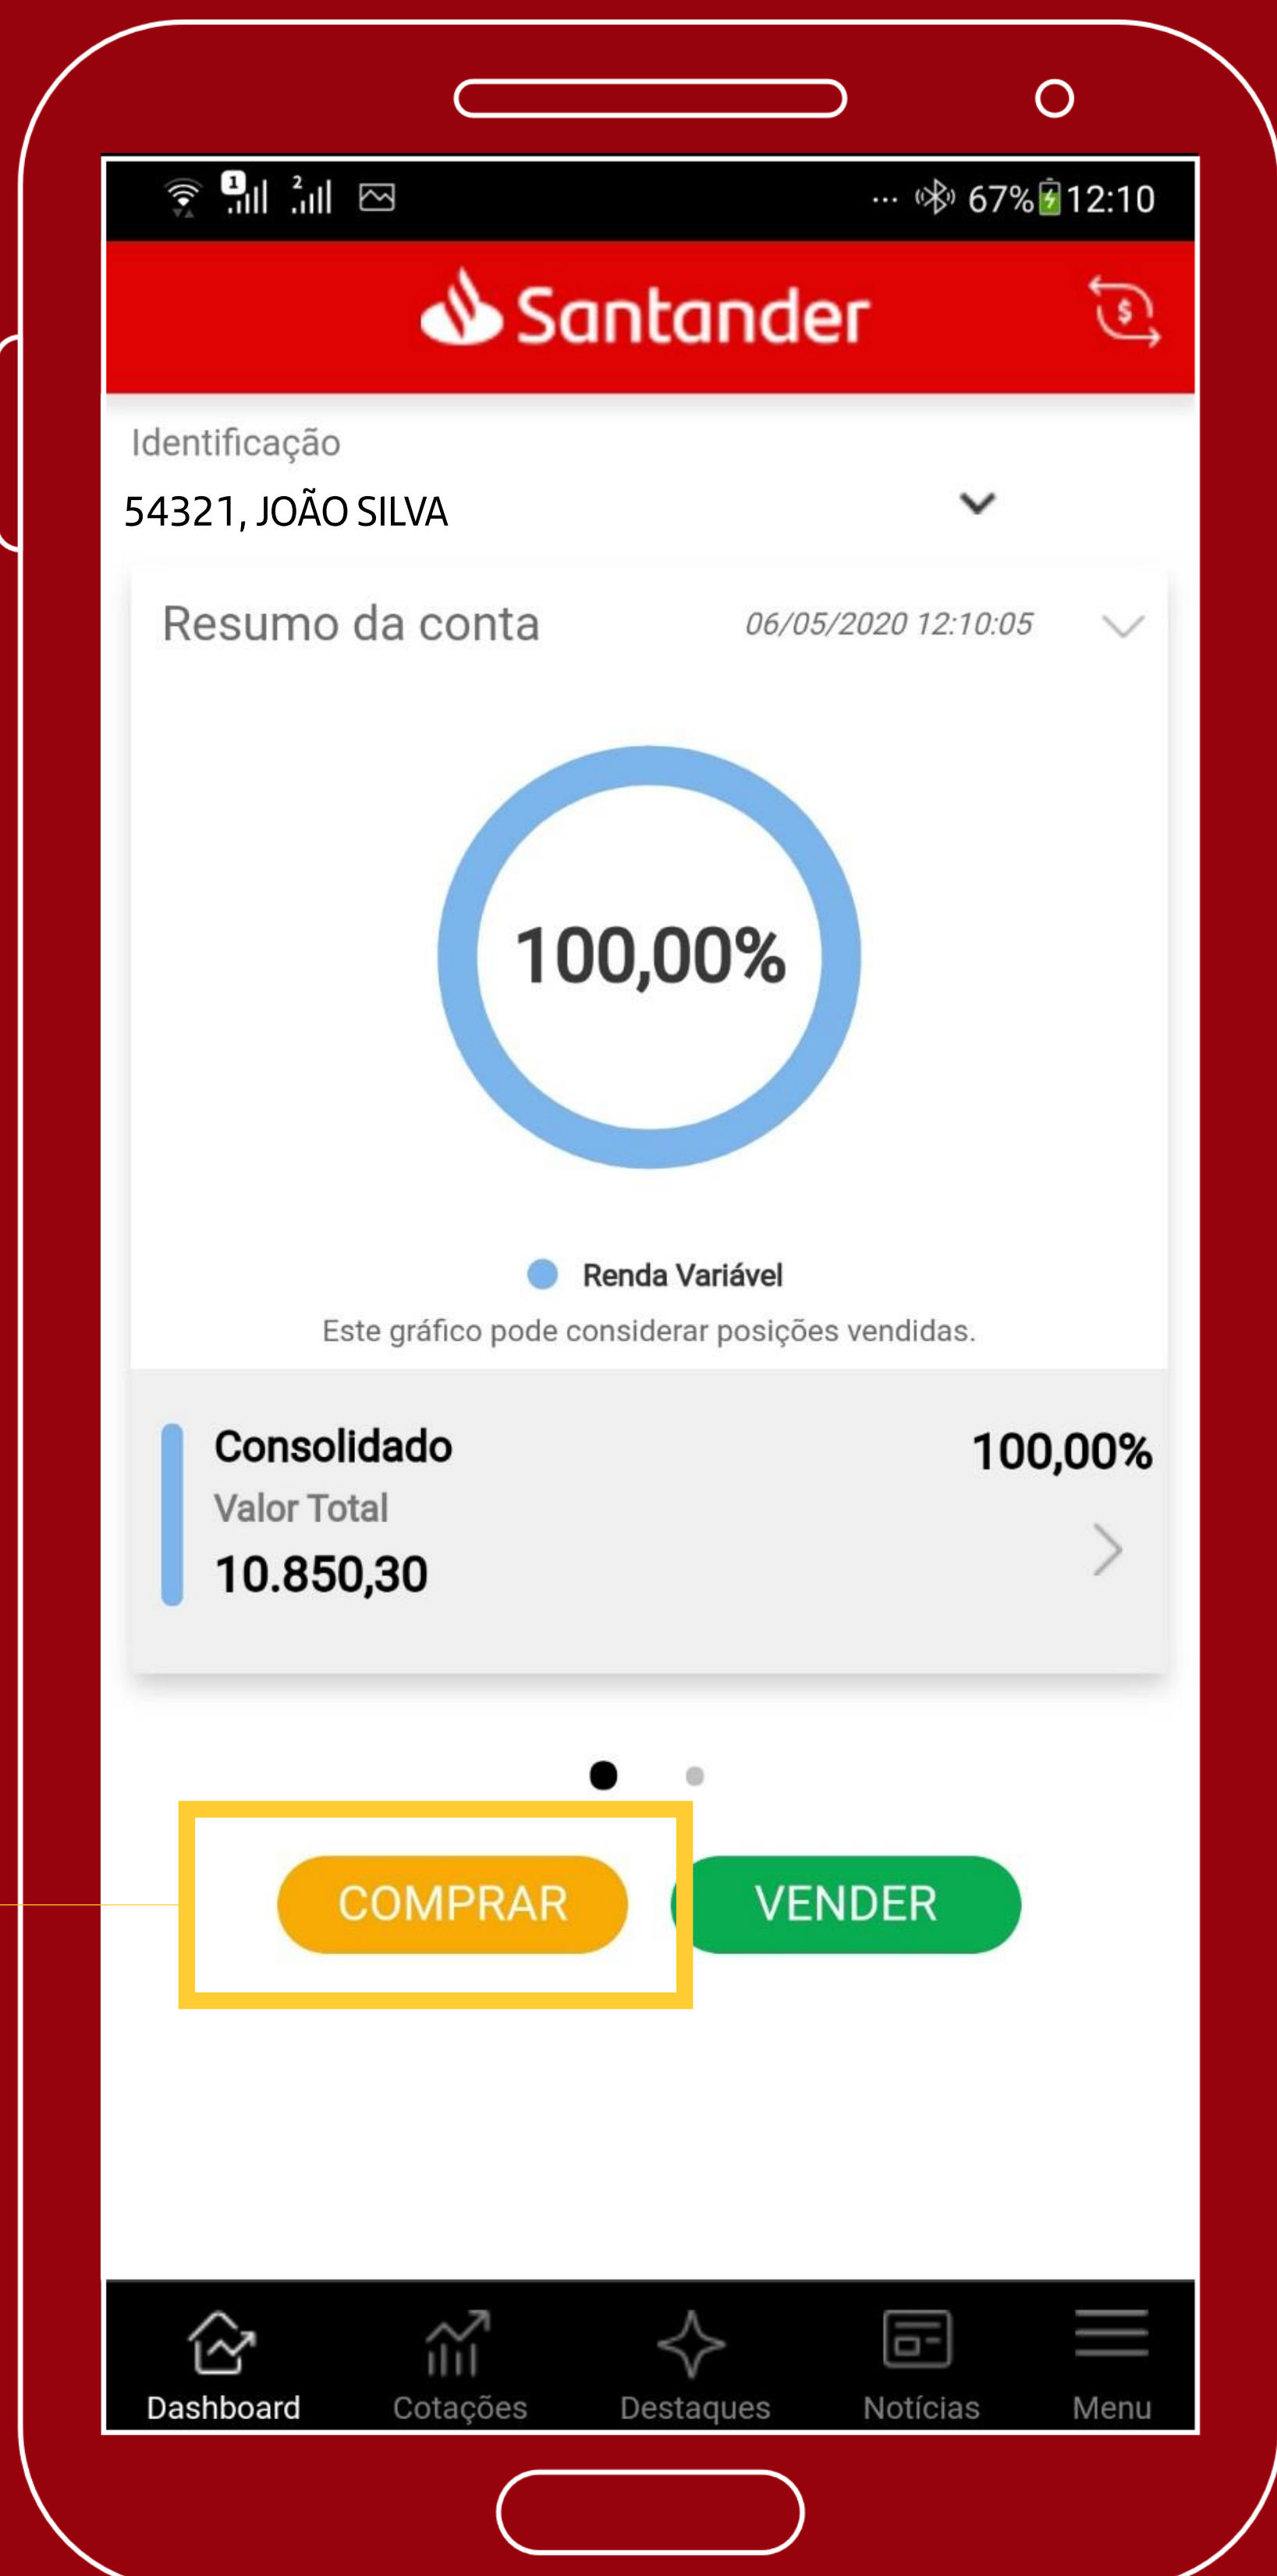 1 2 ... 67% 12:10
Santander
$
Identificação
54321, JOÃO SILVA
Resumo da conta 06/05/2020 12:10:05
100,00%
Renda Variável
Este gráfico pode considerar posições vendidas.
Consolidado 100,00%
Valor Total
10.850,30
COMPRAR VENDER
Dashboard Cotações Destaques Notícias Menu